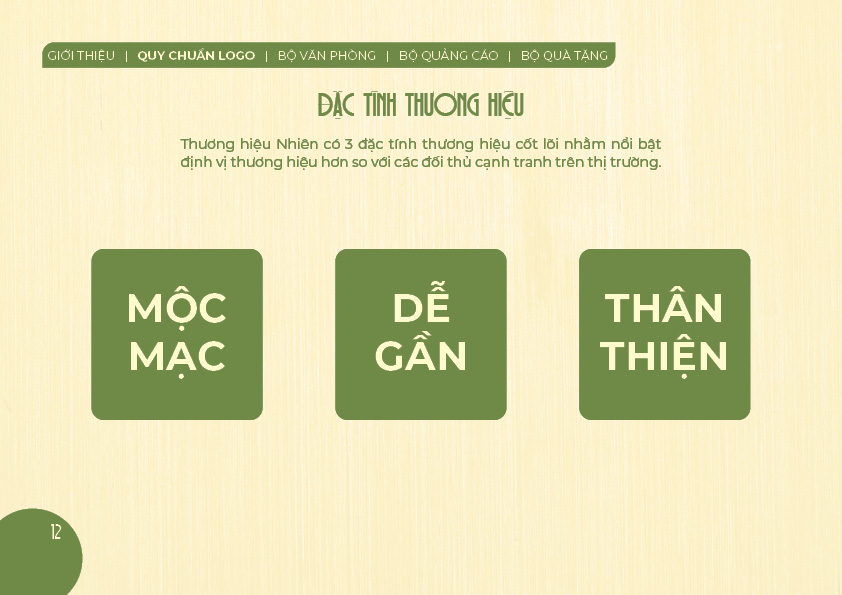 GIỚI THIỆU | QUY CHUẨN LOGO | BỘ VĂN PHÒNG | BỘ QUẢNG CÁO | BỘ QUÀ TẶNG
ĐẶC TÍNH THƯƠNG HIỆU
Thương hiệu Nhiên có 3 đặc tính thương hiệu cốt lõi nhằm nổi bật
định vị thương hiệu hơn so với các đối thủ cạnh tranh trên thị trường.
MỘC
MẠC
DỄ
GẦN
THÂN
THIỆN
12